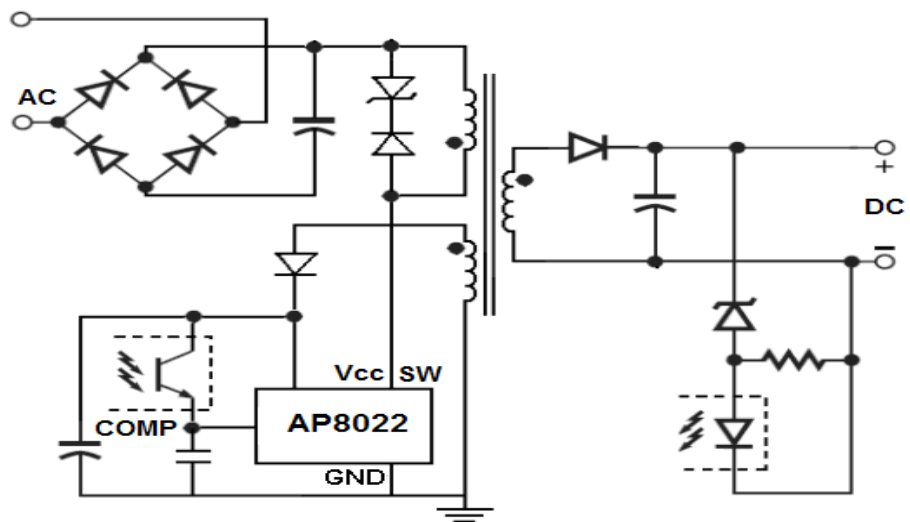 AC
+
DC
−
Vcc SW
AP8022
COMP
GND